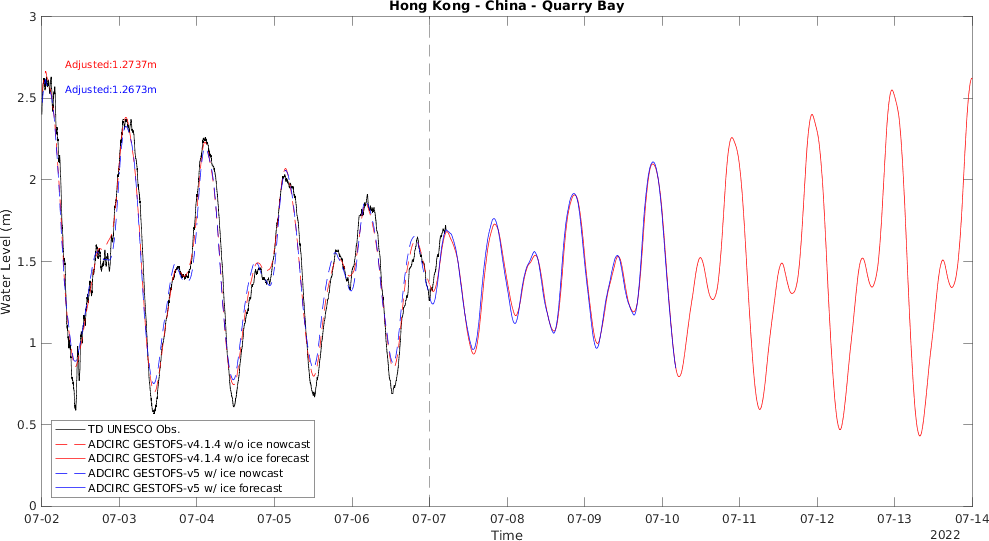 Hong Kong - China - Quarry Bay
Adjusted:1.2737m
Adjusted:1.2673m
Water Level (m)
3
2.5
2
1.5
1
0.5
0
TD UNESCO Obs.
ADCIRC GESTOFS-v4.1.4 w/o ice nowcast
ADCIRC GESTOFS-v4.1.4 w/o ice forecast
ADCIRC GESTOFS-v5 w/ ice nowcast
ADCIRC GESTOFS-v5 w/ ice forecast
07-02 07-03 07-04 07-05 07-06 07-07 07-08 07-09 07-10 07-11 07-12 07-13 07-14
Time
2022